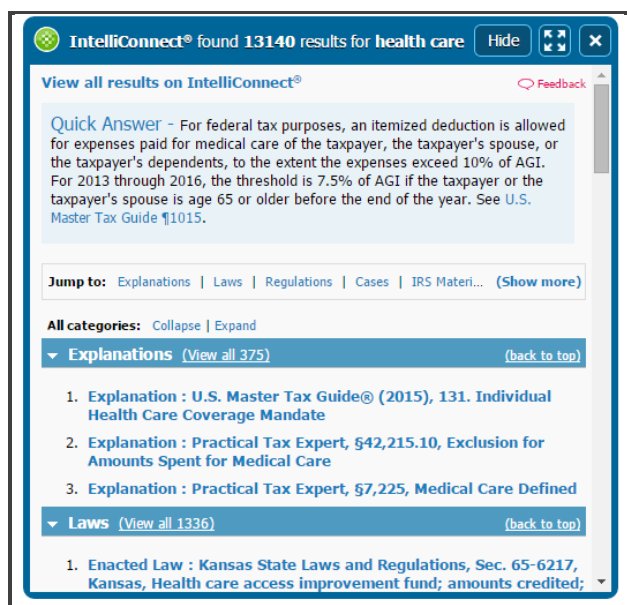 IntelliConnect® found 13140 results for health care Hide
View all results on IntelliConnect®
Feedback
Quick Answer - For federal tax purposes, an itemized deduction is allowed
for expenses paid for medical care of the taxpayer, the taxpayer's spouse, or
the taxpayer's dependents, to the extent the expenses exceed 10% of AGI.
For 2013 through 2016, the threshold is 7.5% of AGI if the taxpayer or the
taxpayer's spouse is age 65 or older before the end of the year. See U.S.
Master Tax Guide ¶1015.
Jump to: Explanations | Laws | Regulations | Cases | IRS Materi... (Show more)
All categories: Collapse | Expand
Explanations (View all 375) (back to top)
1. Explanation : U.S. Master Tax Guide® (2015), 131. Individual
Health Care Coverage Mandate
2. Explanation : Practical Tax Expert, §42,215.10, Exclusion for
Amounts Spent for Medical Care
3. Explanation : Practical Tax Expert, §7,225, Medical Care Defined
Laws (View all 1336) (back to top)
1. Enacted Law : Kansas State Laws and Regulations, Sec. 65-6217,
Kansas, Health care access improvement fund; amounts credited;